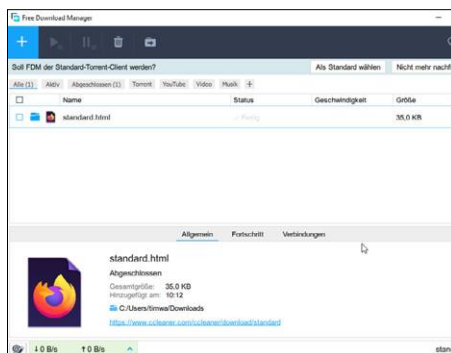 Free Download Manager
Soll FDM der Standard-Torrent-Client werden?
Als Standard wählen
Nicht mehr nachf
Alle (1) Aktiv Abgeschlossen (1) Torrent YouTube Video Musik +
Name Status Geschwindigkeit Größe
standard.html Fertig 35,0 KB
Allgemein Fortschritt Verbindungen
standard.html
Abgeschlossen
Gesamtgröße: 35,0 KB
Hinzugefügt am: 10:12
C:/Users/timwa/Downloads
https://www.ccleaner.com/ccleaner/download/standard
↓0 B/s ↑0 B/s stan